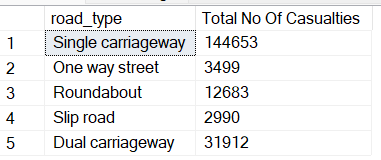 road_type Total No Of Casualties
1 Single carriageway 144653
2 One way street 3499
3 Roundabout 12683
4 Slip road 2990
5 Dual carriageway 31912